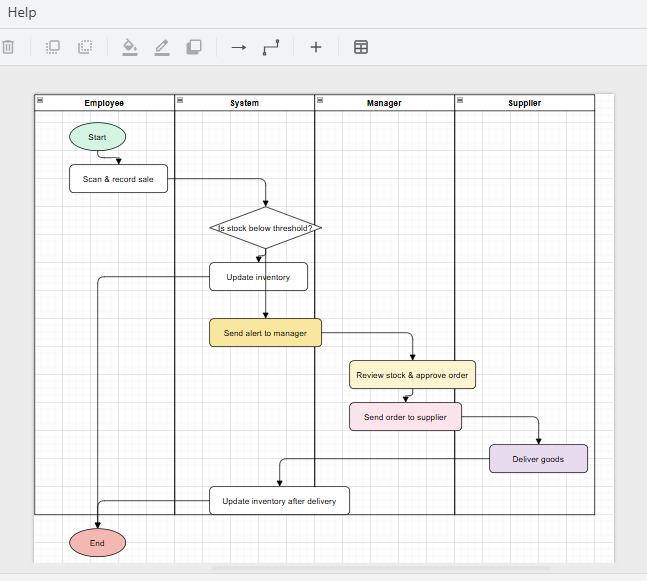 Help
Employee
System
Manager
Supplier
Start
Scan & record sale
Is stock below threshold?
Update inventory
Send alert to manager
Review stock & approve order
Send order to supplier
Deliver goods
Update inventory after delivery
End